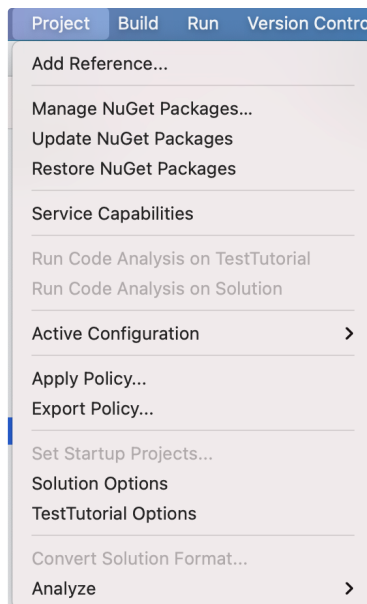 Project Build Run Version Contro
Add Reference...
Manage NuGet Packages...
Update NuGet Packages
Restore NuGet Packages
Service Capabilities
Run Code Analysis on TestTutorial
Run Code Analysis on Solution
Active Configuration
Apply Policy...
Export Policy...
Set Startup Projects...
Solution Options
TestTutorial Options
Convert Solution Format...
Analyze